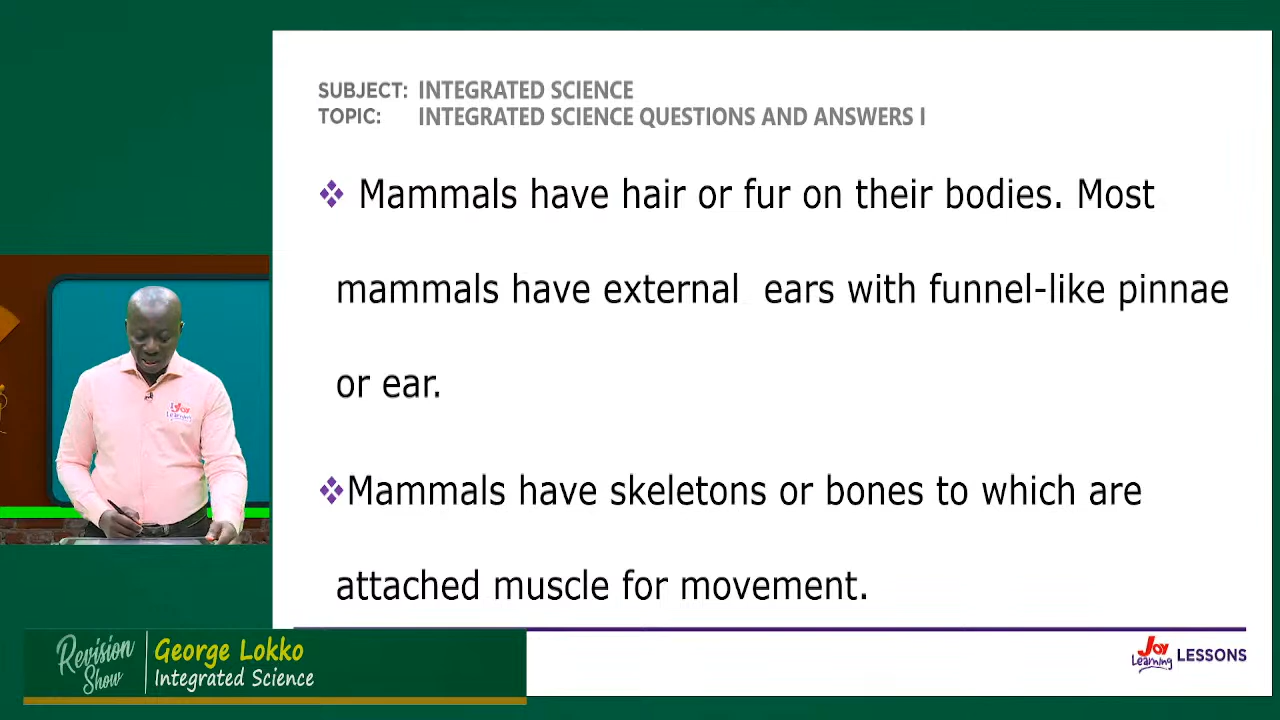 SUBJECT: INTEGRATED SCIENCE
TOPIC: INTEGRATED SCIENCE QUESTIONS AND ANSWERS I
Mammals have hair or fur on their bodies. Most
mammals have external ears with funnel-like pinnae
or ear.
Mammals have skeletons or bones to which are
attached muscle for movement.
Joy Learning
Revision Show
George Lokko
Integrated Science
Joy Learning LESSONS